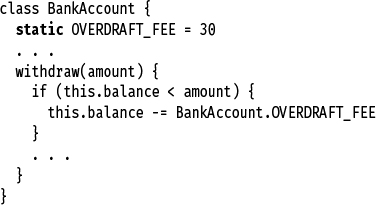 class BankAccount {
  static OVERDRAFT_FEE = 30
  . . .
  withdraw(amount) {
    if (this.balance < amount) {
      this.balance -= BankAccount.OVERDRAFT_FEE
    }
    . . .
  }
}